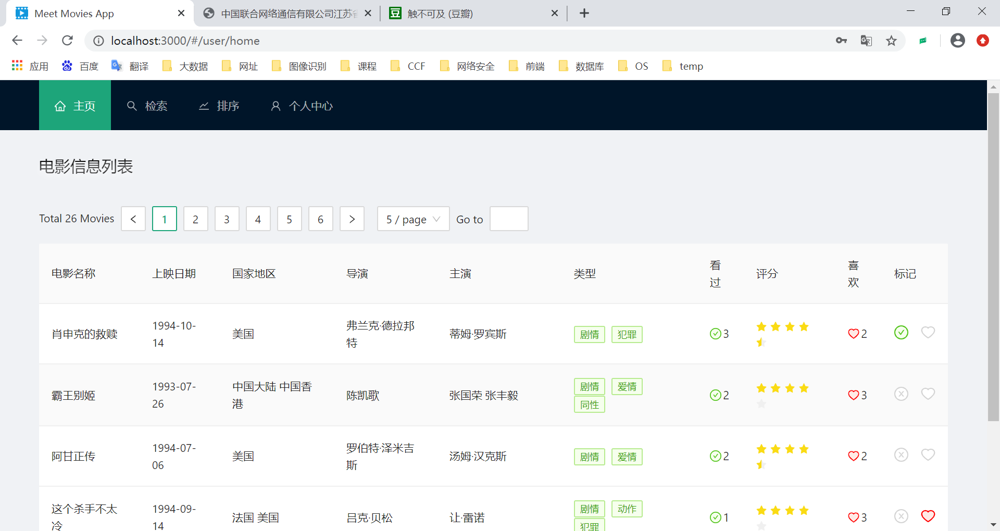 Meet Movies App
中国联合网络通信有限公司江苏省
触不可及 (豆瓣)
localhost:3000/#/user/home
应用
百度
翻译
大数据
网址
图像识别
课程
CCF
网络安全
前端
数据库
OS
temp
主页
检索
排序
个人中心
电影信息列表
Total 26 Movies
1
2
3
4
5
6
5 / page
Go to
电影名称
上映日期
国家地区
导演
主演
类型
看
过
评分
喜
欢
标记
肖申克的救赎
1994-10-
14
美国
弗兰克·德拉邦
特
蒂姆·罗宾斯
剧情
犯罪
3
2
霸王别姬
1993-07-
26
中国大陆 中国香
港
陈凯歌
张国荣 张丰毅
剧情
爱情
同性
2
3
阿甘正传
1994-07-
06
美国
罗伯特·泽米吉
斯
汤姆·汉克斯
剧情
爱情
2
2
这个杀手不太
冷
1994-09-
14
法国 美国
吕克·贝松
让·雷诺
剧情
动作
犯罪
1
3